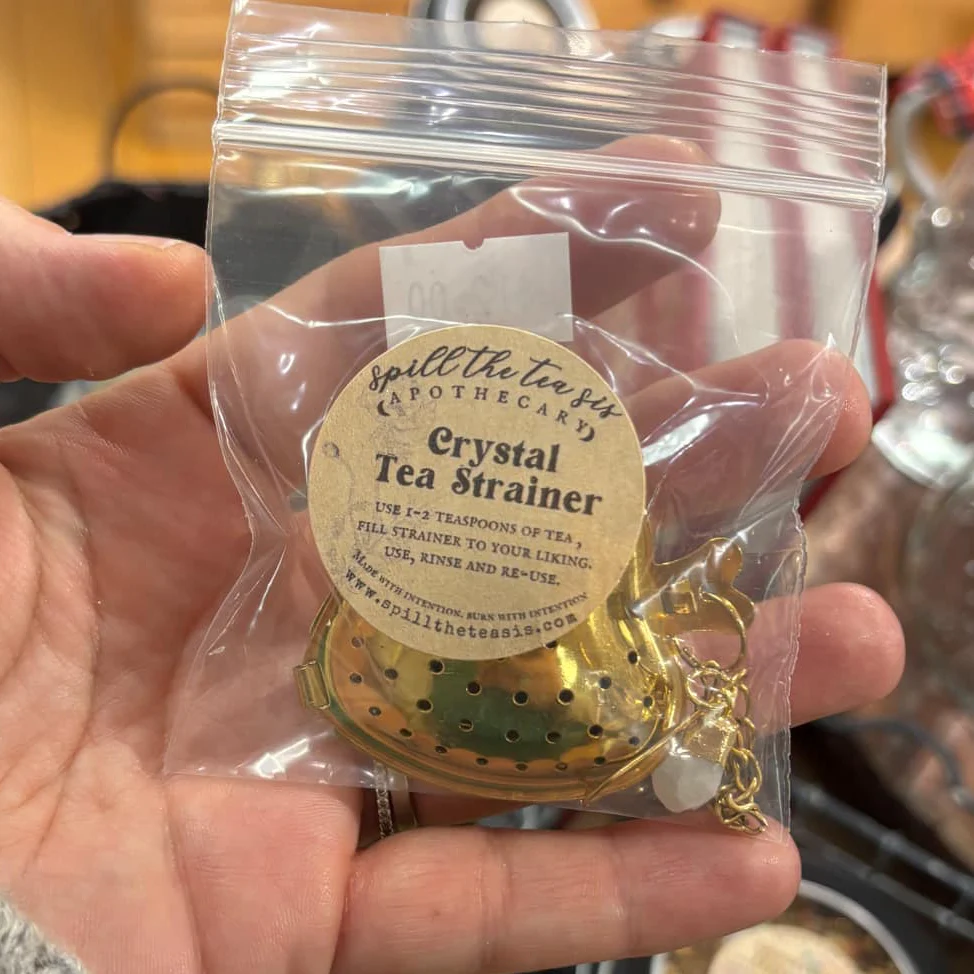 spill the tea sis
(APOTHECARY)
Crystal
Tea Strainer
USE 1-2 TEASPOONS OF TEA,
FILL STRAINER TO YOUR LIKING.
USE, RINSE AND RE-USE.
MADE WITH INTENTION. BURN WITH INTENTION
www.spilltheteasis.com